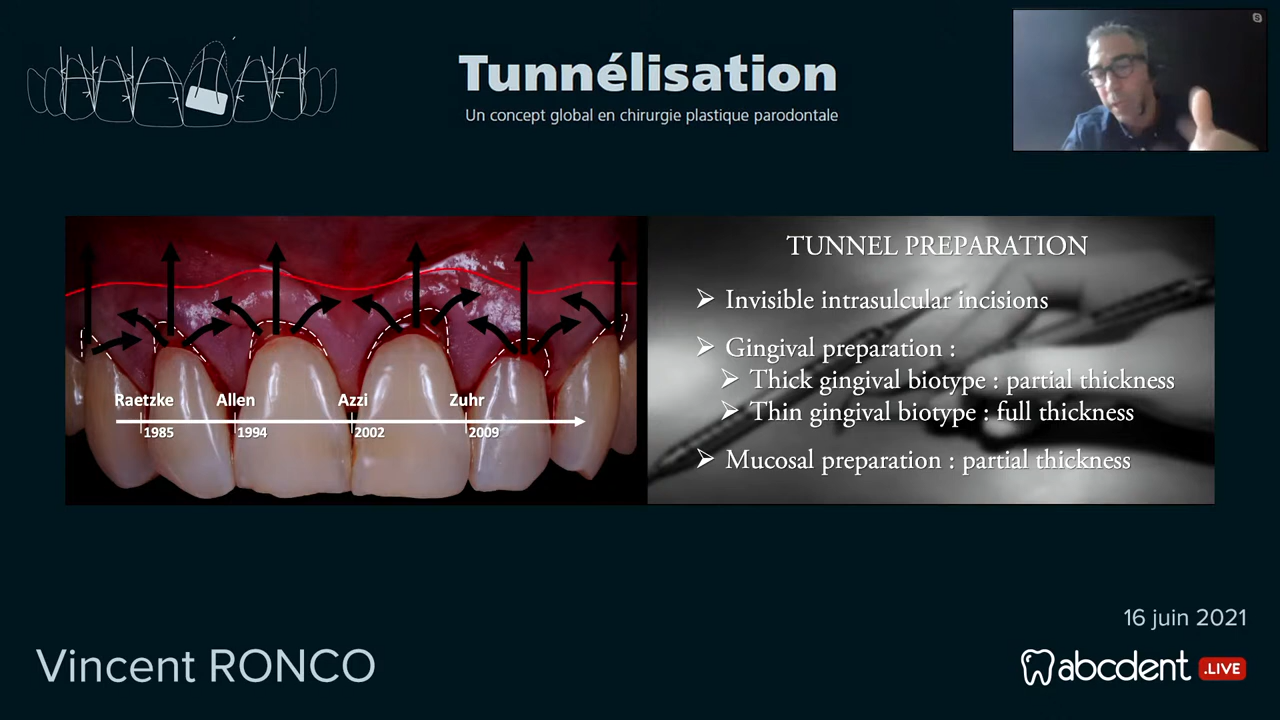 Tunnélisation
Un concept global en chirurgie plastique parodontale
Raetzke
Allen
Azzi
Zuhr
1985
1994
2002
2009
TUNNEL PREPARATION
➢ Invisible intrasulcular incisions
➢ Gingival preparation :
➢ Thick gingival biotype : partial thickness
➢ Thin gingival biotype : full thickness
➢ Mucosal preparation : partial thickness
16 juin 2021
Vincent RONCO
abcdent .LIVE